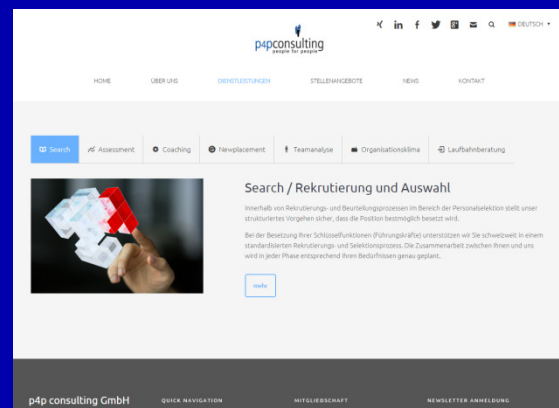 DEUTSCH
p4pconsulting
people for people
HOME ÜBER UNS DIENSTLEISTUNGEN STELLENANGEBOTE NEWS KONTAKT
Search Assessment Coaching Newplacement Teamanalyse Organisationsklima Laufbahnberatung
Search / Rekrutierung und Auswahl
Innerhalb von Rekrutierungs- und Beurteilungsprozessen im Bereich der Personalselektion stellt unser
strukturiertes Vorgehen sicher, dass die Position bestmöglich besetzt wird.
Bei der Besetzung Ihrer Schlüsselfunktionen (Führungskräfte) unterstützen wir Sie schweizweit in einem
standardisierten Rekrutierungs- und Selektionsprozess. Die Zusammenarbeit zwischen Ihnen und uns
wird in jeder Phase entsprechend Ihren Bedürfnissen genau geplant.
mehr
p4p consulting GmbH QUICK NAVIGATION MITGLIEDSCHAFT NEWSLETTER ANMELDUNG